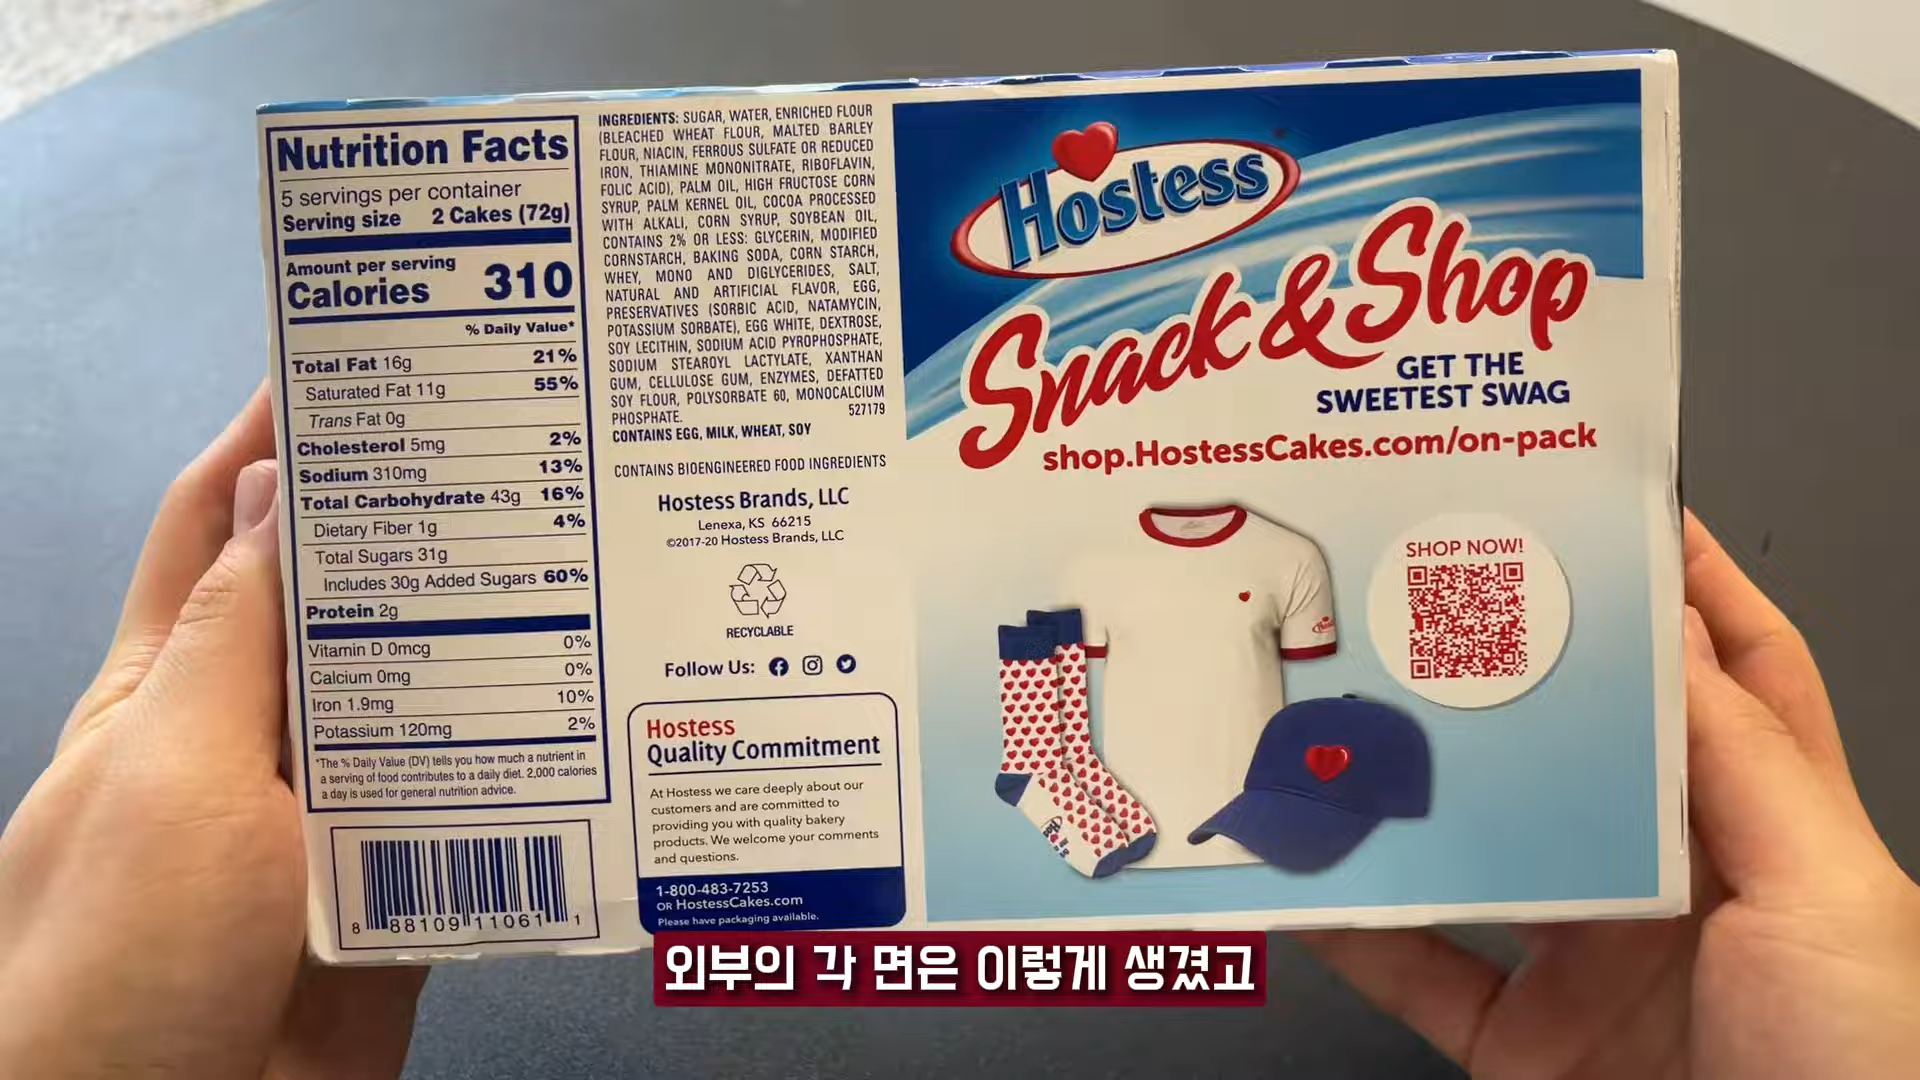 Nutrition Facts
5 servings per container
Serving size 2 Cakes (72g)
Amount per serving
Calories 310
% Daily Value*
Total Fat 16g 21%
Saturated Fat 11g 55%
Trans Fat 0g
Cholesterol 5mg 2%
Sodium 310mg 13%
Total Carbohydrate 43g 16%
Dietary Fiber 1g 4%
Total Sugars 31g
Includes 30g Added Sugars 60%
Protein 2g
Vitamin D 0mcg 0%
Calcium 0mg 0%
Iron 1.9mg 10%
Potassium 120mg 2%
*The % Daily Value (DV) tells you how much a nutrient in
a serving of food contributes to a daily diet. 2,000 calories
a day is used for general nutrition advice.
8 88109 11061 1
INGREDIENTS: SUGAR, WATER, ENRICHED FLOUR
(BLEACHED WHEAT FLOUR, MALTED BARLEY
FLOUR, NIACIN, FERROUS SULFATE OR REDUCED
IRON, THIAMINE MONONITRATE, RIBOFLAVIN,
FOLIC ACID), PALM OIL, HIGH FRUCTOSE CORN
SYRUP, PALM KERNEL OIL, COCOA PROCESSED
WITH ALKALI, CORN SYRUP, SOYBEAN OIL,
CONTAINS 2% OR LESS: GLYCERIN, MODIFIED
CORNSTARCH, BAKING SODA, CORN STARCH,
WHEY, MONO AND DIGLYCERIDES, SALT,
NATURAL AND ARTIFICIAL FLAVOR, EGG,
PRESERVATIVES (SORBIC ACID, NATAMYCIN,
POTASSIUM SORBATE), EGG WHITE, DEXTROSE,
SOY LECITHIN, SODIUM ACID PYROPHOSPHATE,
SODIUM STEAROYL LACTYLATE, XANTHAN
GUM, CELLULOSE GUM, ENZYMES, DEFATTED
SOY FLOUR, POLYSORBATE 60, MONOCALCIUM
PHOSPHATE. 527179
CONTAINS EGG, MILK, WHEAT, SOY
CONTAINS BIOENGINEERED FOOD INGREDIENTS
Hostess Brands, LLC
Lenexa, KS 66215
©2017-20 Hostess Brands, LLC
RECYCLABLE
Follow Us:
Hostess
Quality Commitment
At Hostess we care deeply about our
customers and are committed to
providing you with quality bakery
products. We welcome your comments
and questions.
1-800-483-7253
OR HostessCakes.com
Please have packaging available.
Hostess
Snack & Shop
GET THE
SWEETEST SWAG
shop.HostessCakes.com/on-pack
SHOP NOW!
외부의 각 면은 이렇게 생겼고